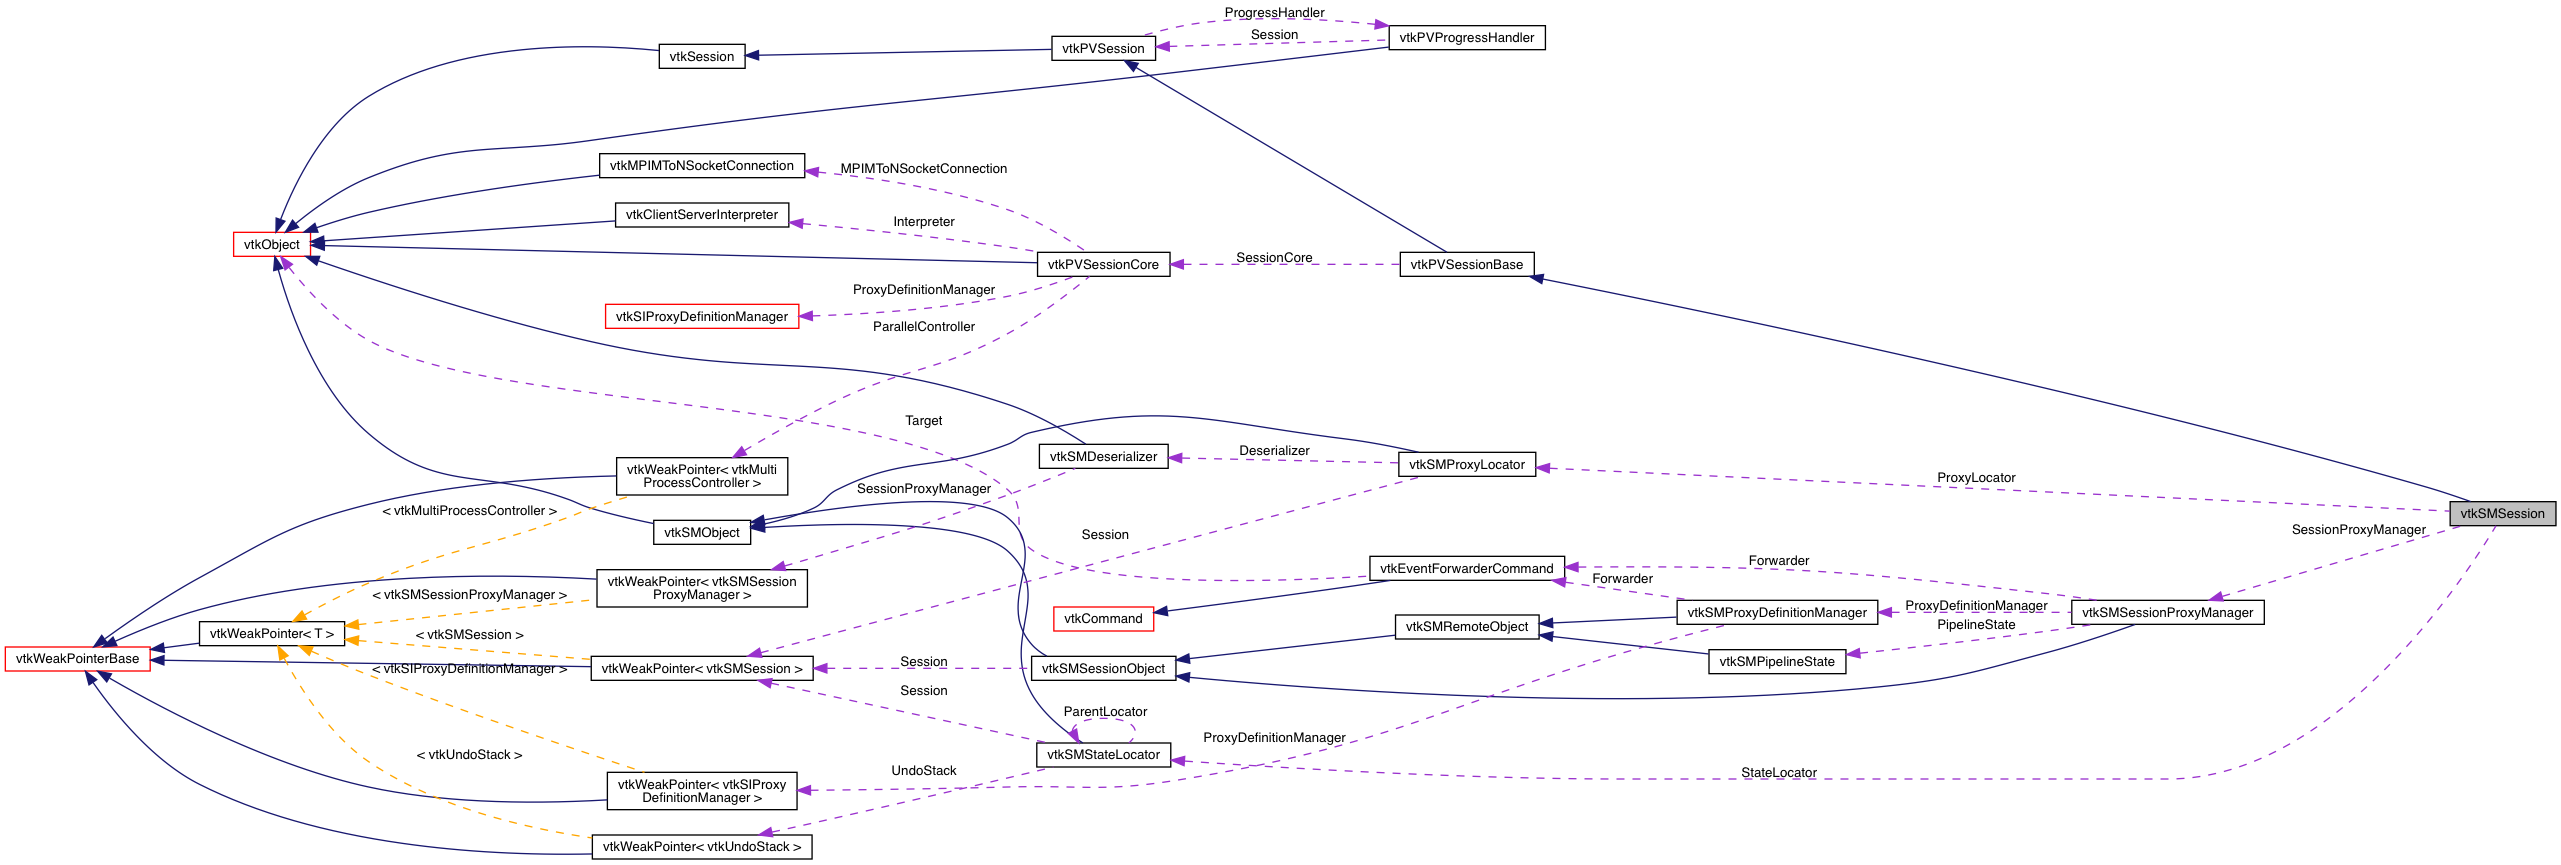 ProgressHandler
vtkPVProgressHandler
Session
vtkPVSession
vtkSession
vtkMPIMToNSocketConnection
MPIMToNSocketConnection
vtkClientServerInterpreter
Interpreter
vtkObject
SessionCore
vtkPVSessionCore
vtkPVSessionBase
ProxyDefinitionManager
vtkSIProxyDefinitionManager
ParallelController
Target
Deserializer
vtkSMDeserializer
vtkSMProxyLocator
vtkWeakPointer< vtkMulti
ProcessController >
ProxyLocator
SessionProxyManager
< vtkMultiProcessController >
vtkSMSession
SessionProxyManager
vtkSMObject
Session
Forwarder
vtkEventForwarderCommand
Forwarder
vtkWeakPointer< vtkSMSession
ProxyManager >
< vtkSMSessionProxyManager >
ProxyDefinitionManager
vtkSMProxyDefinitionManager
vtkSMSessionProxyManager
vtkCommand
PipelineState
vtkSMRemoteObject
vtkWeakPointer< T >
< vtkSMSession >
vtkWeakPointerBase
< vtkSIProxyDefinitionManager >
vtkWeakPointer< vtkSMSession >
Session
vtkSMSessionObject
vtkSMPipelineState
Session
ParentLocator
ProxyDefinitionManager
< vtkUndoStack >
vtkSMStateLocator
UndoStack
StateLocator
vtkWeakPointer< vtkSIProxy
DefinitionManager >
vtkWeakPointer< vtkUndoStack >